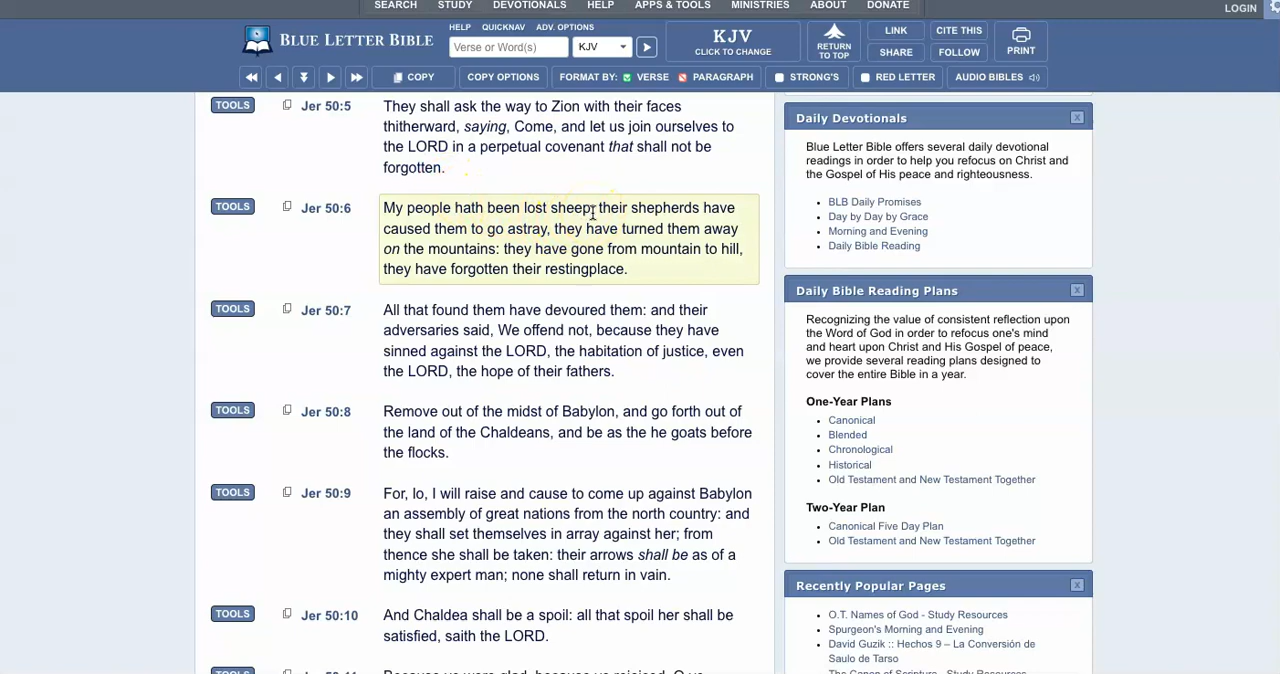 SEARCH STUDY DEVOTIONALS HELP APPS & TOOLS MINISTRIES ABOUT DONATE
LOGIN
BLUE LETTER BIBLE
HELP QUICKNAV ADV. OPTIONS
Verse or Word(s)
KJV
KJV
CLICK TO CHANGE
RETURN
TO TOP
LINK
CITE THIS
SHARE
FOLLOW
PRINT
COPY
COPY OPTIONS
FORMAT BY: VERSE PARAGRAPH
STRONG'S
RED LETTER
AUDIO BIBLES
TOOLS
Jer 50:5
They shall ask the way to Zion with their faces
thitherward, saying, Come, and let us join ourselves to
the LORD in a perpetual covenant that shall not be
forgotten.
TOOLS
Jer 50:6
My people hath been lost sheep: their shepherds have
caused them to go astray, they have turned them away
on the mountains: they have gone from mountain to hill,
they have forgotten their restingplace.
TOOLS
Jer 50:7
All that found them have devoured them: and their
adversaries said, We offend not, because they have
sinned against the LORD, the habitation of justice, even
the LORD, the hope of their fathers.
TOOLS
Jer 50:8
Remove out of the midst of Babylon, and go forth out of
the land of the Chaldeans, and be as the he goats before
the flocks.
TOOLS
Jer 50:9
For, lo, I will raise and cause to come up against Babylon
an assembly of great nations from the north country: and
they shall set themselves in array against her; from
thence she shall be taken: their arrows shall be as of a
mighty expert man; none shall return in vain.
TOOLS
Jer 50:10
And Chaldea shall be a spoil: all that spoil her shall be
satisfied, saith the LORD.
Daily Devotionals
Blue Letter Bible offers several daily devotional
readings in order to help you refocus on Christ and
the Gospel of His peace and righteousness.
BLB Daily Promises
Day by Day by Grace
Morning and Evening
Daily Bible Reading
Daily Bible Reading Plans
Recognizing the value of consistent reflection upon
the Word of God in order to refocus one's mind
and heart upon Christ and His Gospel of peace,
we provide several reading plans designed to
cover the entire Bible in a year.
One-Year Plans
Canonical
Blended
Chronological
Historical
Old Testament and New Testament Together
Two-Year Plan
Canonical Five Day Plan
Old Testament and New Testament Together
Recently Popular Pages
O.T. Names of God - Study Resources
Spurgeon's Morning and Evening
David Guzik :: Hechos 9 – La Conversión de
Saulo de Tarso
The Canon of Scripture - Study Resources